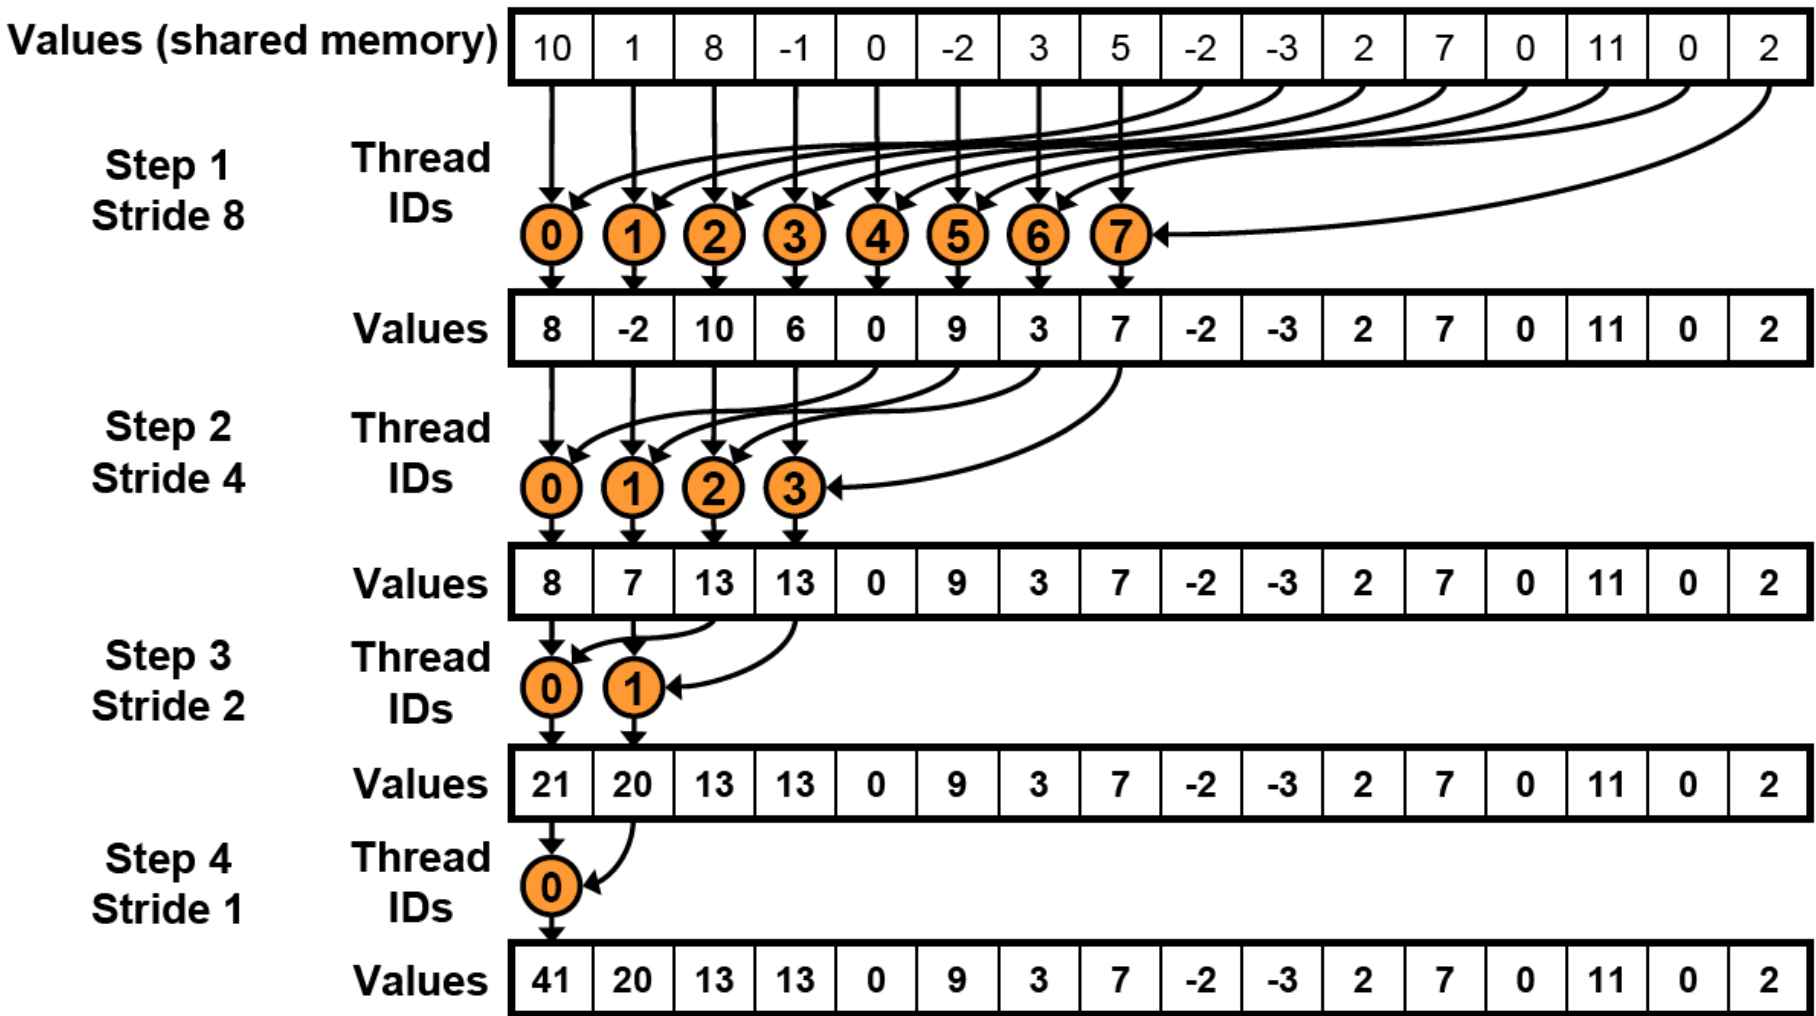 Values (shared memory) 10 1 8 -1 0 -2 3 5 -2 -3 2 7 0 11 0 2
Step 1 Thread
Stride 8 IDs
0 1 2 3 4 5 6 7
Values 8 -2 10 6 0 9 3 7 -2 -3 2 7 0 11 0 2
Step 2 Thread
Stride 4 IDs 0 1 2 3
Values 8 7 13 13 0 9 3 7 -2 -3 2 7 0 11 0 2
Step 3 Thread
Stride 2 IDs 0 1
Values 21 20 13 13 0 9 3 7 -2 -3 2 7 0 11 0 2
Step 4 Thread
Stride 1 IDs 0
Values 41 20 13 13 0 9 3 7 -2 -3 2 7 0 11 0 2